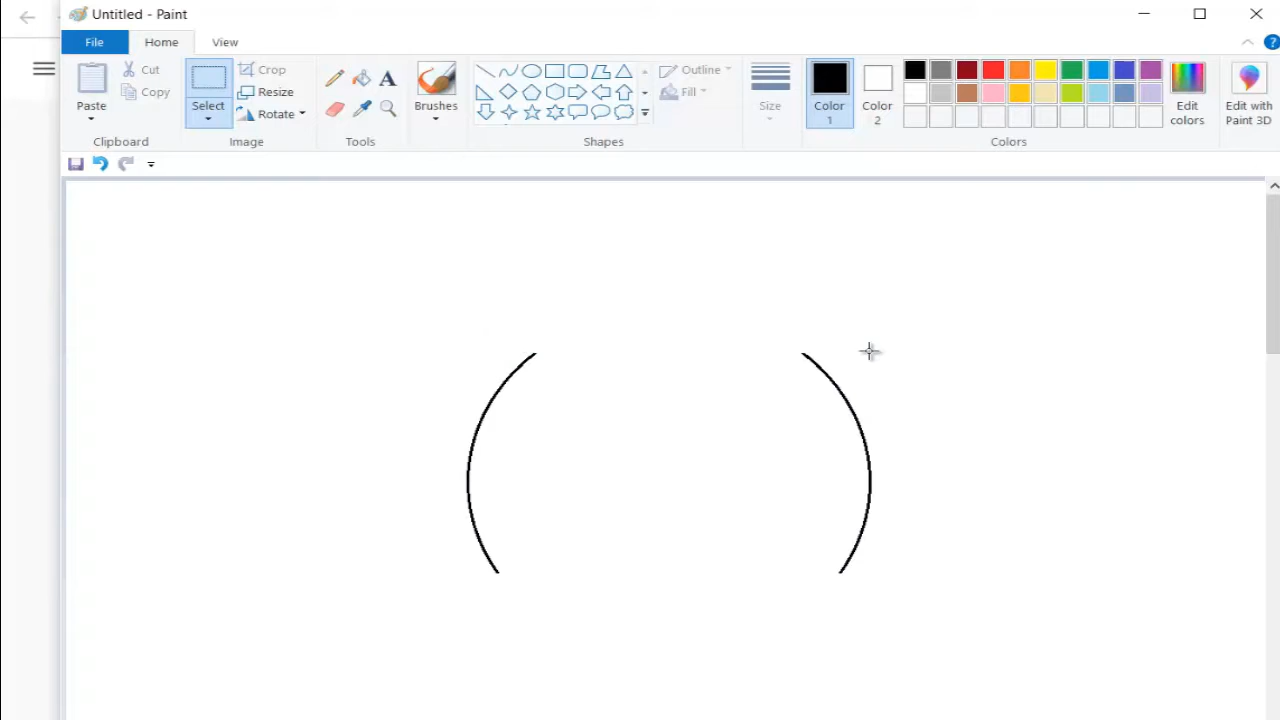 Untitled - Paint
File Home View
Paste Cut Copy
Clipboard
Select Crop Resize Rotate
Image
A
Tools
Brushes
Shapes
Outline
Fill
Size
Color 1
Color 2
Edit colors
Colors
Edit with Paint 3D
?